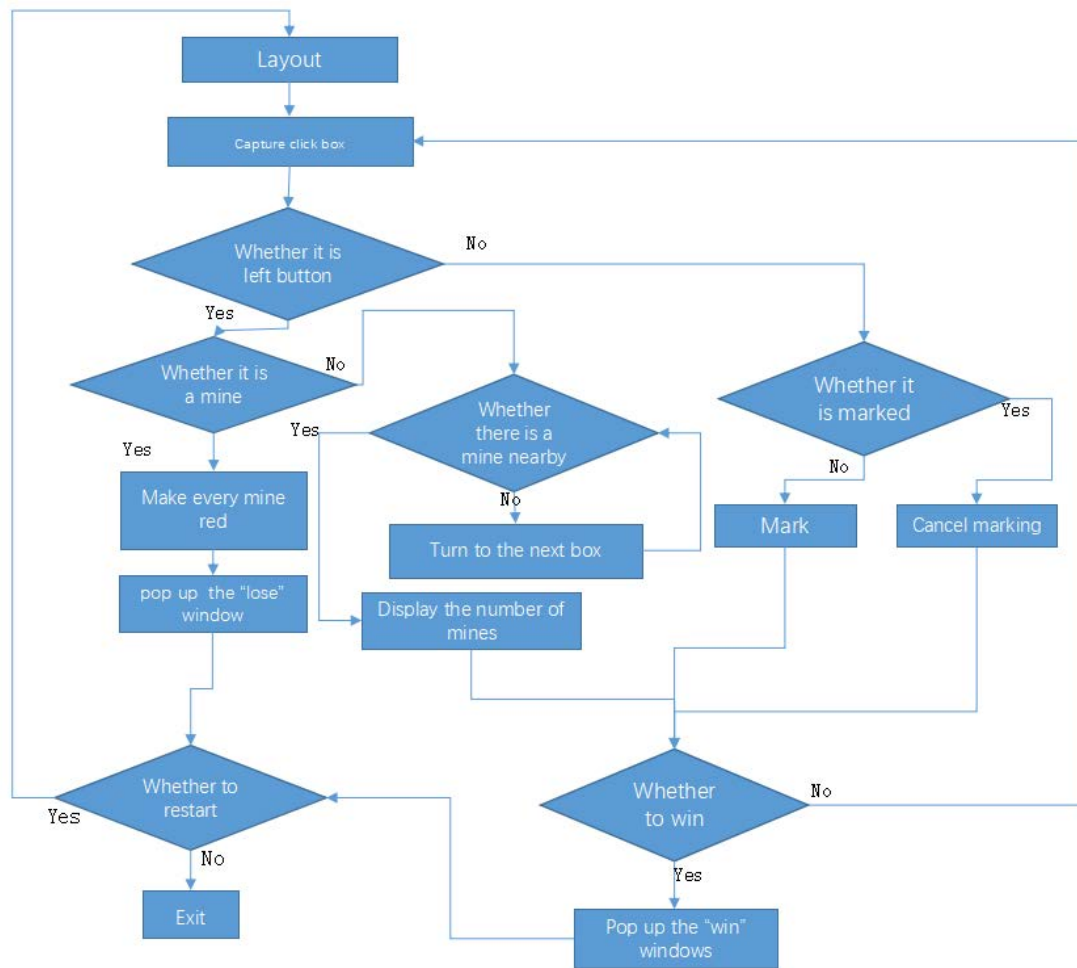 Layout
Capture click box
Whether it is
left button
No
Yes
Whether it is
a mine
No
Whether
there is a
mine nearby
Yes
Whether it
is marked
Yes
No
Yes
Make every mine
red
No
Turn to the next box
Mark
Cancel marking
pop up the “lose”
window
Display the number of
mines
Whether to
restart
Yes
No
Whether
to win
No
Yes
Exit
Pop up the “win”
windows